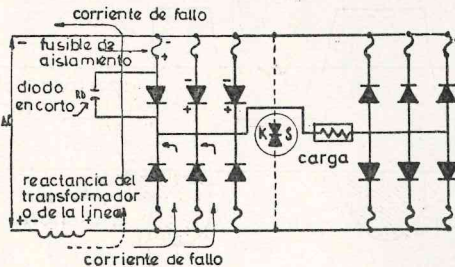 corriente de fallo
fusible de
aislamiento
diodo
en corto
RD
AC
K S
carga
reactancia del
transformador
o de la linea
corriente de fallo